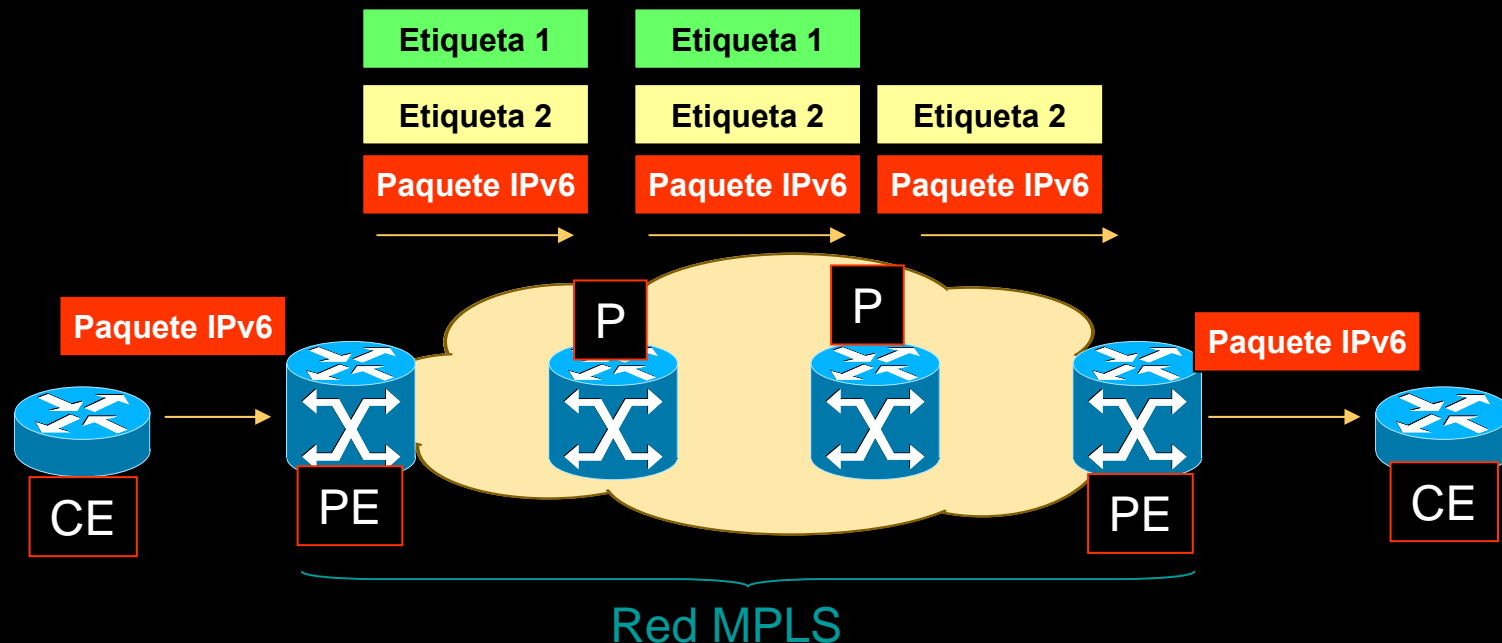 Etiqueta 1
Etiqueta 1
Etiqueta 2
Etiqueta 2
Etiqueta 2
Paquete IPv6
Paquete IPv6
Paquete IPv6
P
P
Paquete IPv6
Paquete IPv6
CE
PE
PE
CE
Red MPLS